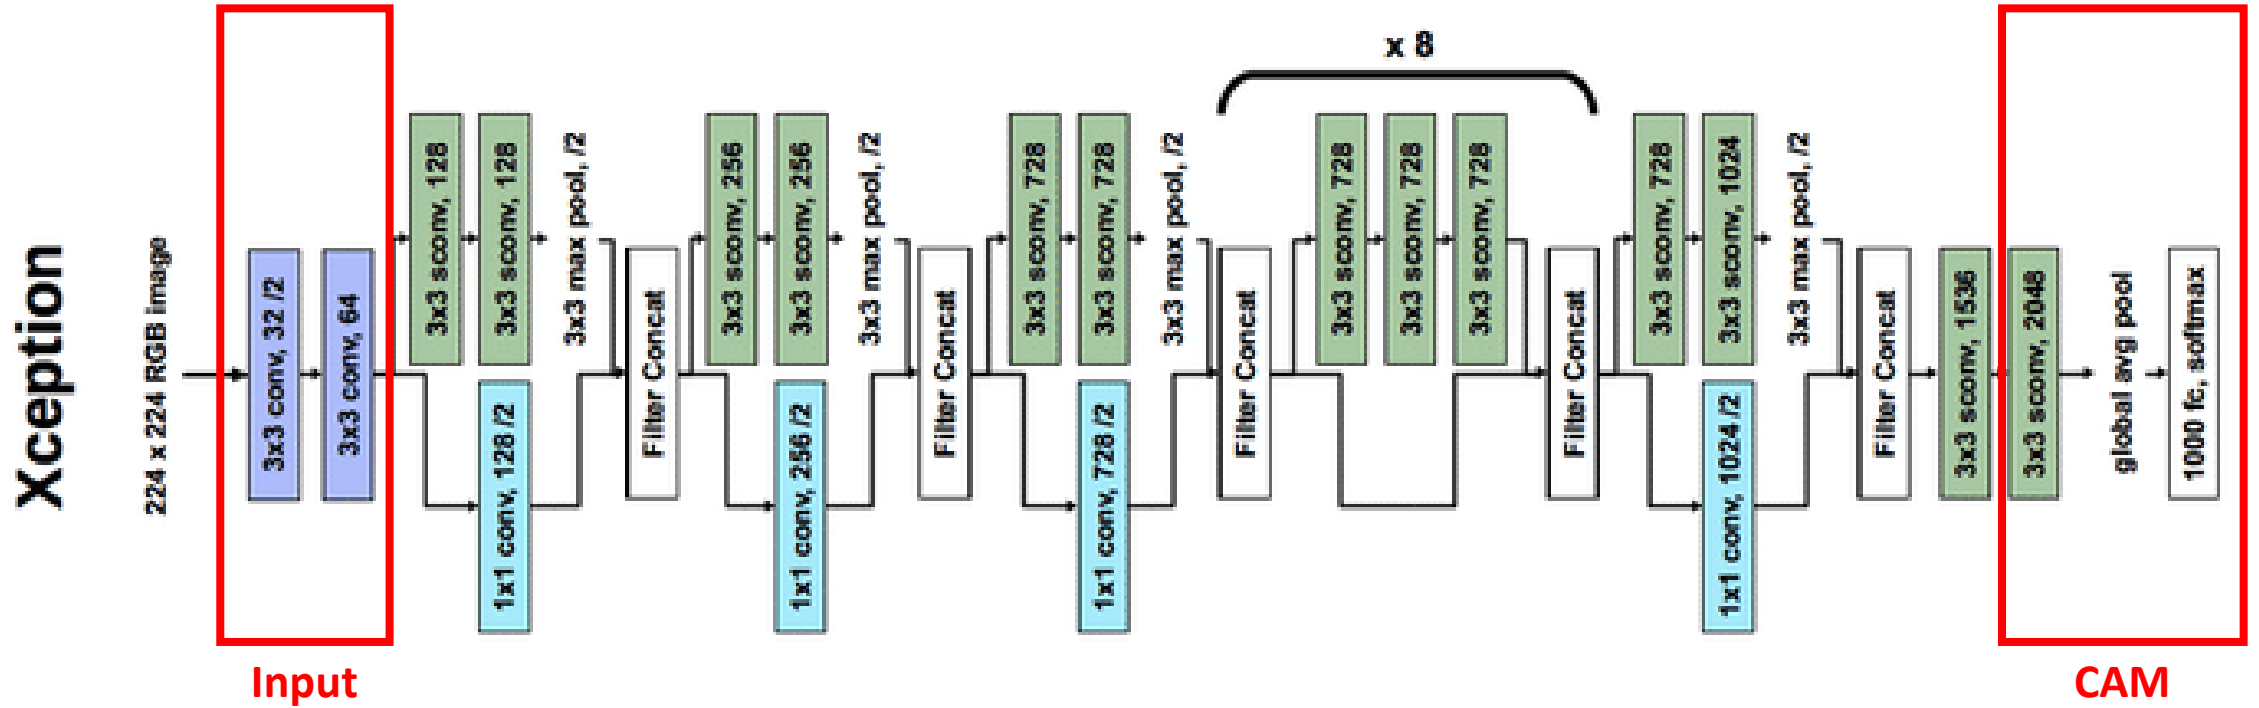 Xception
224 x 224 RGB image
3x3 conv, 32 /2
3x3 conv, 64
3x3 sconv, 128
3x3 sconv, 128
3x3 max pool, /2
1x1 conv, 128 /2
Filter Concat
3x3 sconv, 256
3x3 sconv, 256
3x3 max pool, /2
1x1 conv, 256 /2
Filter Concat
3x3 sconv, 728
3x3 sconv, 728
3x3 max pool, /2
1x1 conv, 728 /2
Filter Concat
x 8
3x3 sconv, 728
3x3 sconv, 728
3x3 sconv, 728
Filter Concat
3x3 sconv, 728
3x3 sconv, 1024
3x3 max pool, /2
1x1 conv, 1024 /2
Filter Concat
3x3 sconv, 1536
3x3 sconv, 2048
global avg pool
1000 fc, softmax
Input
CAM